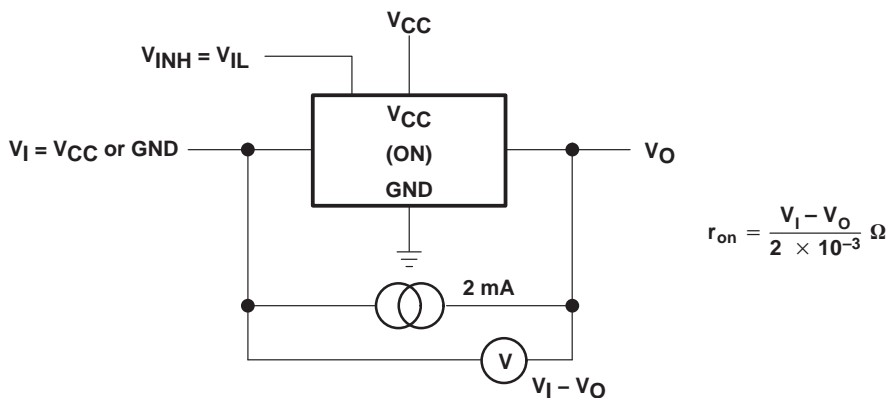 VCC
VINH = VIL
VCC
(ON)
GND
VI = VCC or GND
VO
ron = VI – VO / 2 × 10–3 Ω
2 mA
V
VI – VO